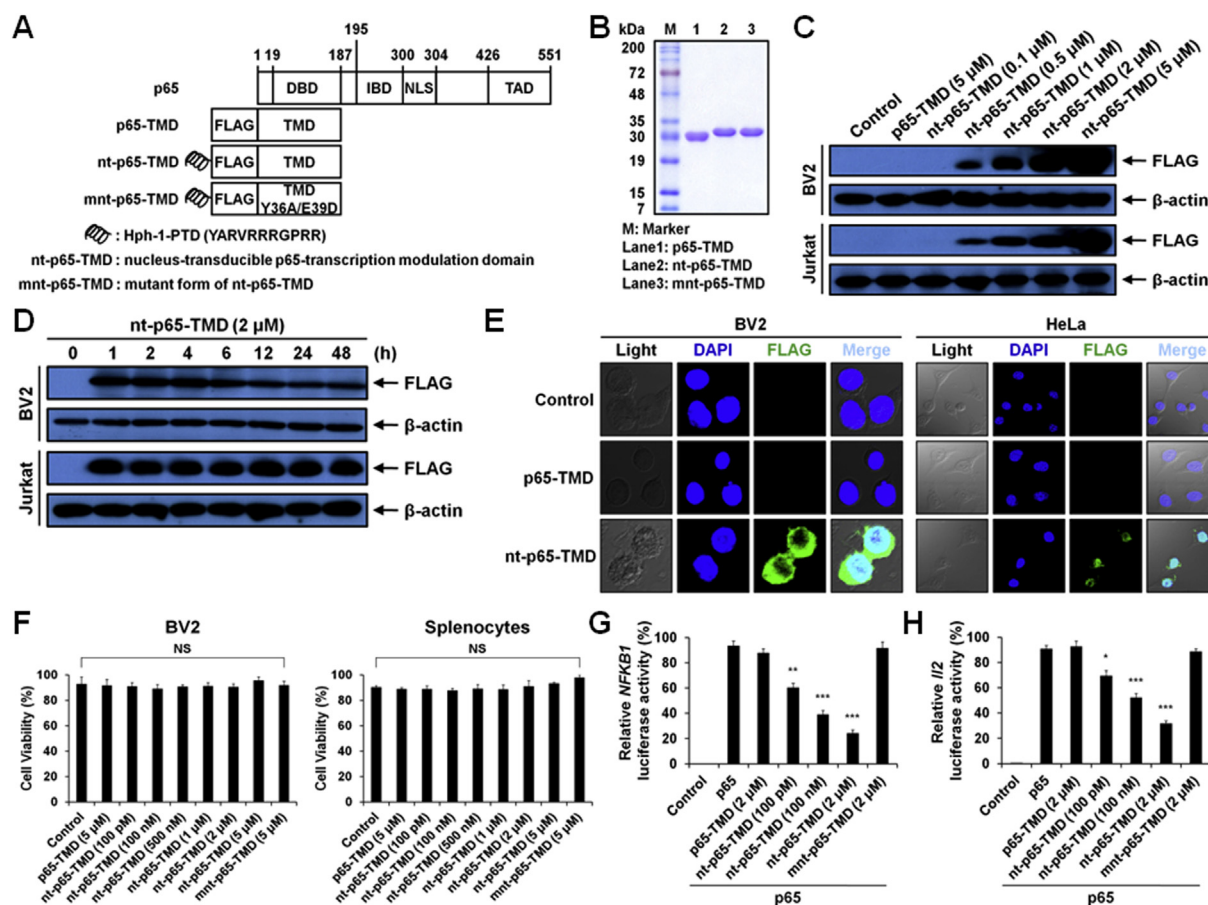 A
195
1 19 187 300 304 426 551
p65 DBD IBD NLS TAD
p65-TMD FLAG TMD
nt-p65-TMD FLAG TMD
mnt-p65-TMD FLAG TMD
Y36A/E39D
: Hph-1-PTD (YARVRRRGPRR)
nt-p65-TMD : nucleus-transducible p65-transcription modulation domain
mnt-p65-TMD : mutant form of nt-p65-TMD
B
kDa M 1 2 3
200
72
48
35
30
19
15
7
M: Marker
Lane1: p65-TMD
Lane2: nt-p65-TMD
Lane3: mnt-p65-TMD
C
Control
p65-TMD (5 μM)
nt-p65-TMD (0.1 μM)
nt-p65-TMD (0.5 μM)
nt-p65-TMD (1 μM)
nt-p65-TMD (2 μM)
nt-p65-TMD (5 μM)
BV2
FLAG
β-actin
Jurkat
FLAG
β-actin
D
nt-p65-TMD (2 μM)
0 1 2 4 6 12 24 48 (h)
BV2
FLAG
β-actin
Jurkat
FLAG
β-actin
E
BV2 HeLa
Light DAPI FLAG Merge Light DAPI FLAG Merge
Control
p65-TMD
nt-p65-TMD
F
BV2
NS
Cell Viability (%)
120
100
80
60
40
20
0
Control
p65-TMD (5 μM)
nt-p65-TMD (100 pM)
nt-p65-TMD (100 nM)
nt-p65-TMD (500 nM)
nt-p65-TMD (1 μM)
nt-p65-TMD (2 μM)
nt-p65-TMD (5 μM)
mnt-p65-TMD (5 μM)
Splenocytes
NS
Cell Viability (%)
120
100
80
60
40
20
0
Control
p65-TMD (5 μM)
nt-p65-TMD (100 pM)
nt-p65-TMD (100 nM)
nt-p65-TMD (500 nM)
nt-p65-TMD (1 μM)
nt-p65-TMD (2 μM)
nt-p65-TMD (5 μM)
mnt-p65-TMD (5 μM)
G
Relative NFKB1
luciferase activity (%)
100
80
60
40
20
0
** *** ***
Control
p65
p65-TMD (2 μM)
nt-p65-TMD (100 pM)
nt-p65-TMD (100 nM)
nt-p65-TMD (2 μM)
mnt-p65-TMD (2 μM)
p65
H
Relative Il2
luciferase activity (%)
100
80
60
40
20
0
* *** ***
Control
p65
p65-TMD (2 μM)
nt-p65-TMD (100 pM)
nt-p65-TMD (100 nM)
nt-p65-TMD (2 μM)
mnt-p65-TMD (2 μM)
p65